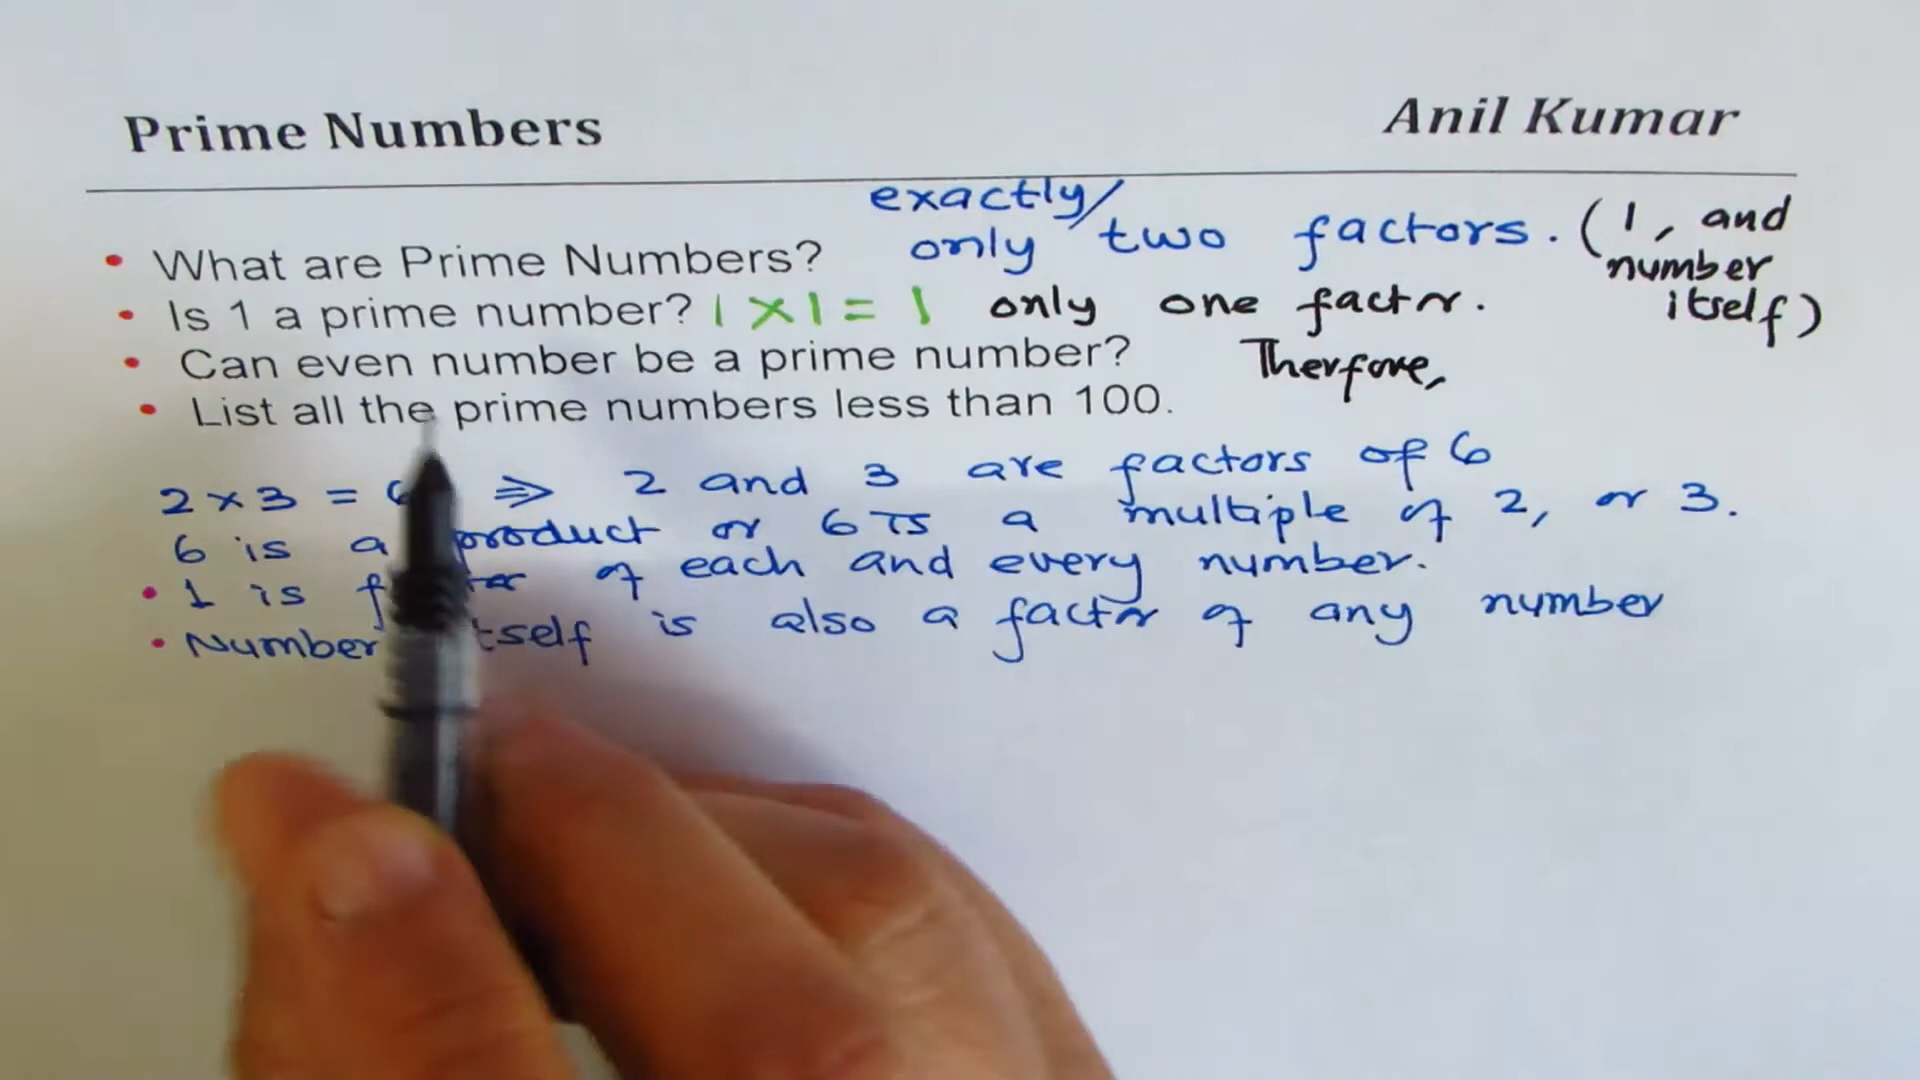 Prime Numbers
Anil Kumar
exactly/
• What are Prime Numbers? only two factors. (1, and
number
itself)
• Is 1 a prime number? 1 × 1 = 1 only one factor.
• Can even number be a prime number? Therfore,
• List all the prime numbers less than 100.
2 × 3 = 6 ⇒ 2 and 3 are factors of 6
6 is a product or 6 is a multiple of 2, or 3.
• 1 is of each and every number.
• Number itself is also a factor of any number